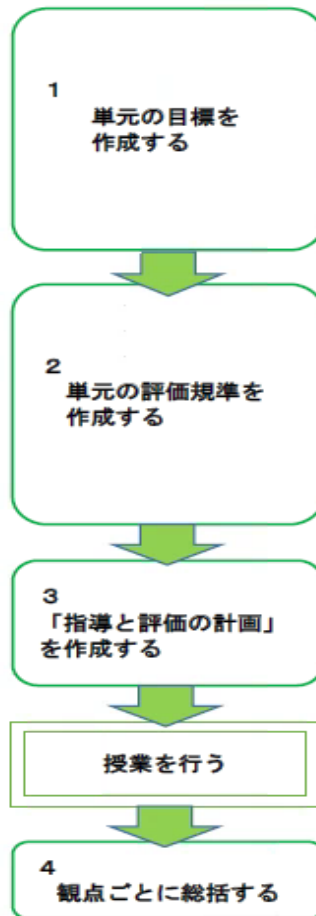 1
単元の目標を
作成する
2
単元の評価規準を
作成する
3
「指導と評価の計画」
を作成する
授業を行う
4
観点ごとに総括する